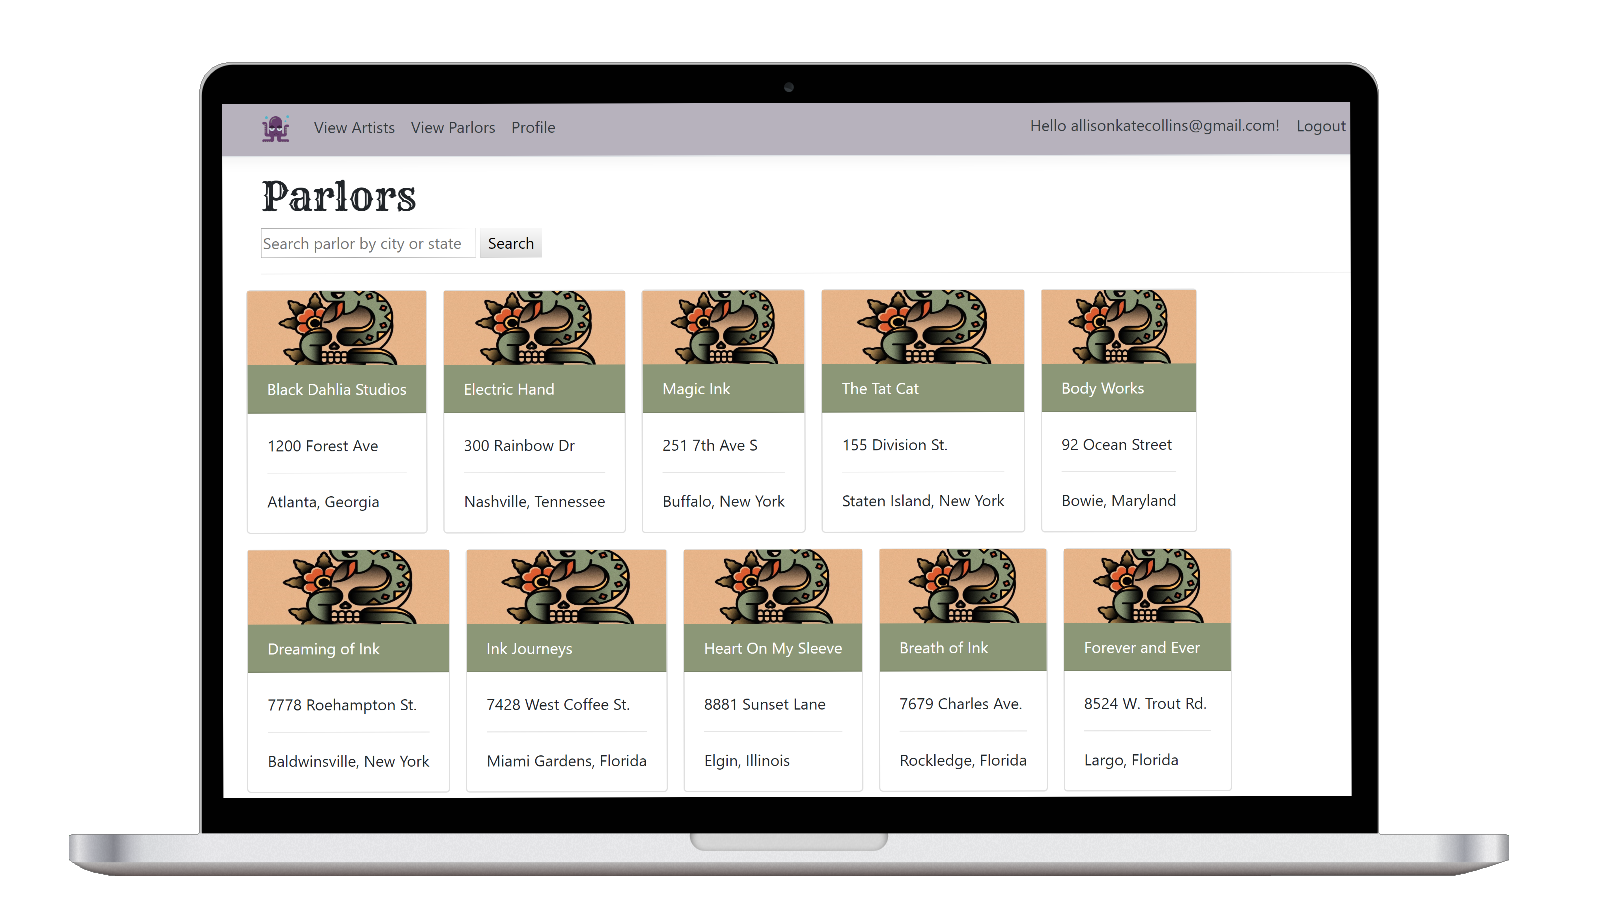 View Artists View Parlors Profile Hello allisonkatecollins@gmail.com! Logout
Parlors
Search parlor by city or state Search
Black Dahlia Studios
1200 Forest Ave
Atlanta, Georgia
Electric Hand
300 Rainbow Dr
Nashville, Tennessee
Magic Ink
251 7th Ave S
Buffalo, New York
The Tat Cat
155 Division St.
Staten Island, New York
Body Works
92 Ocean Street
Bowie, Maryland
Dreaming of Ink
7778 Roehampton St.
Baldwinsville, New York
Ink Journeys
7428 West Coffee St.
Miami Gardens, Florida
Heart On My Sleeve
8881 Sunset Lane
Elgin, Illinois
Breath of Ink
7679 Charles Ave.
Rockledge, Florida
Forever and Ever
8524 W. Trout Rd.
Largo, Florida